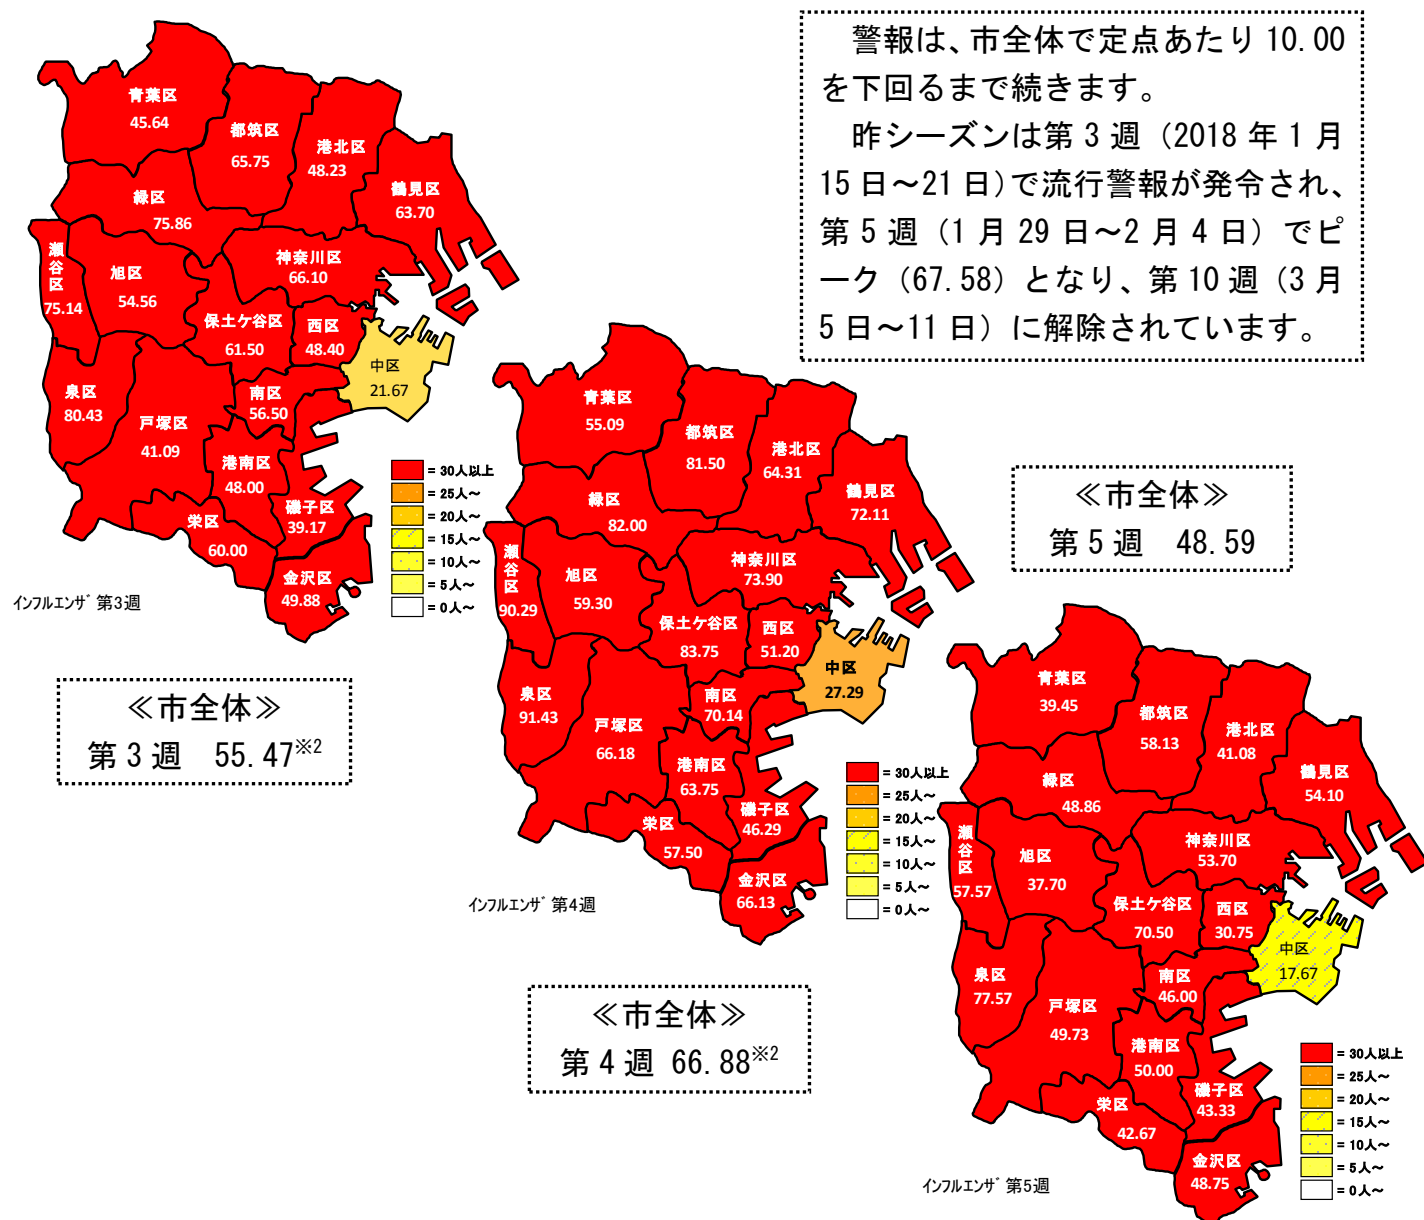 警報は、市全体で定点あたり 10.00
を下回るまで続きます。
昨シーズンは第 3 週（2018 年 1 月
15 日～21 日）で流行警報が発令され、
第 5 週（1 月 29 日～2 月 4 日）でピ
ーク（67.58）となり、第 10 週（3 月
5 日～11 日）に解除されています。
青葉区
45.64
都筑区
65.75
港北区
48.23
鶴見区
63.70
緑区
75.86
瀬谷区
75.14
旭区
54.56
神奈川区
66.10
保土ケ谷区
61.50
西区
48.40
中区
21.67
泉区
80.43
戸塚区
41.09
南区
56.50
港南区
48.00
磯子区
39.17
栄区
60.00
金沢区
49.88
= 30人以上
= 25人～
= 20人～
= 15人～
= 10人～
= 5人～
= 0人～
インフルエンザ 第3週
≪市全体≫
第 3 週 55.47※2
青葉区
55.09
都筑区
81.50
港北区
64.31
鶴見区
72.11
緑区
82.00
瀬谷区
90.29
旭区
59.30
神奈川区
73.90
保土ケ谷区
83.75
西区
51.20
中区
27.29
泉区
91.43
戸塚区
66.18
南区
70.14
港南区
63.75
磯子区
46.29
栄区
57.50
金沢区
66.13
= 30人以上
= 25人～
= 20人～
= 15人～
= 10人～
= 5人～
= 0人～
インフルエンザ 第4週
≪市全体≫
第 4 週 66.88※2
≪市全体≫
第 5 週 48.59
青葉区
39.45
都筑区
58.13
港北区
41.08
鶴見区
54.10
緑区
48.86
瀬谷区
57.57
旭区
37.70
神奈川区
53.70
保土ケ谷区
70.50
西区
30.75
中区
17.67
泉区
77.57
戸塚区
49.73
南区
46.00
港南区
50.00
磯子区
43.33
栄区
42.67
金沢区
48.75
= 30人以上
= 25人～
= 20人～
= 15人～
= 10人～
= 5人～
= 0人～
インフルエンザ 第5週